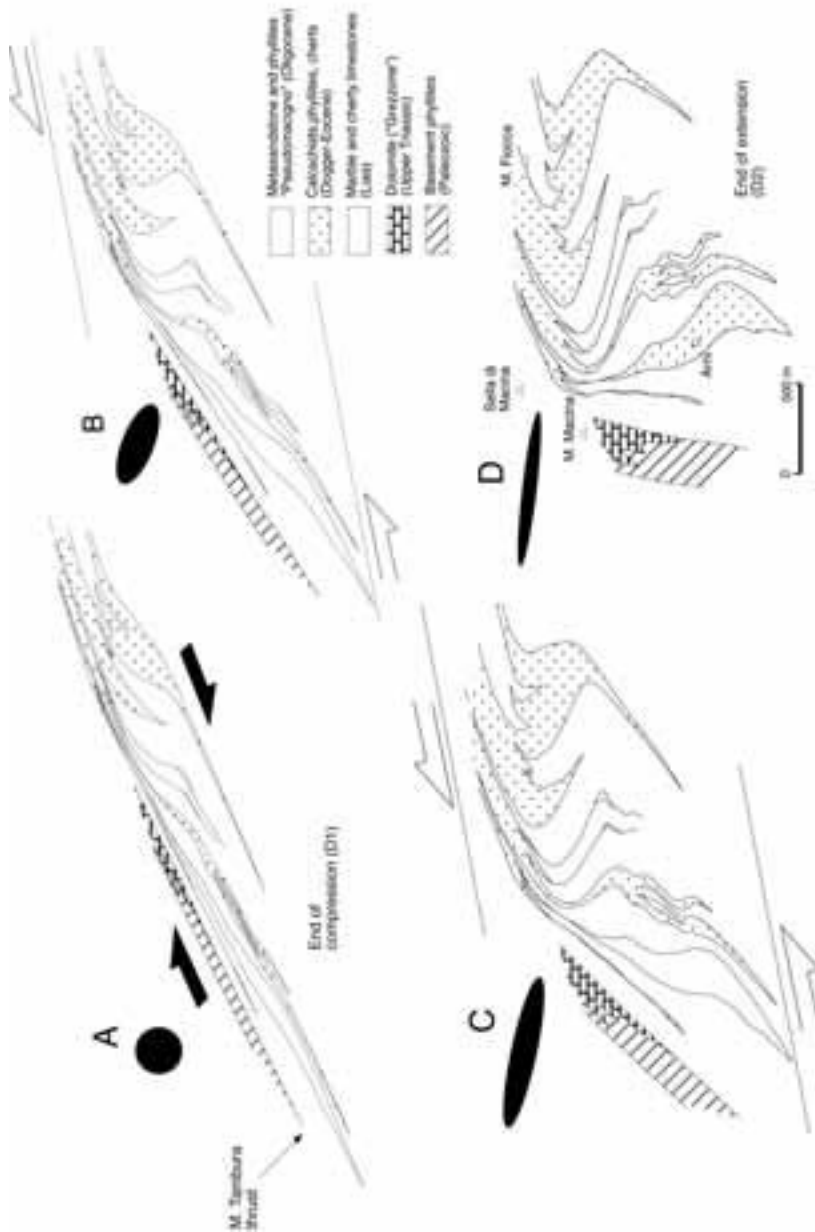 A
M. Tambura
thrust
End of
compression (D1)
B
Metasandstone and phyllites
"Pseudomacigno" (Oligocene)
Calcschists, phyllites, cherts
(Dogger-Eocene)
Marble and cherty limestones
(Lias)
Dolomite ("Grezzone")
(Upper Triassic)
Basement phyllites
(Paleozoic)
C
D
Sella di
Macina
M. Macina
M. Fiocca
Arni
End of extension
(D2)
0
500 m